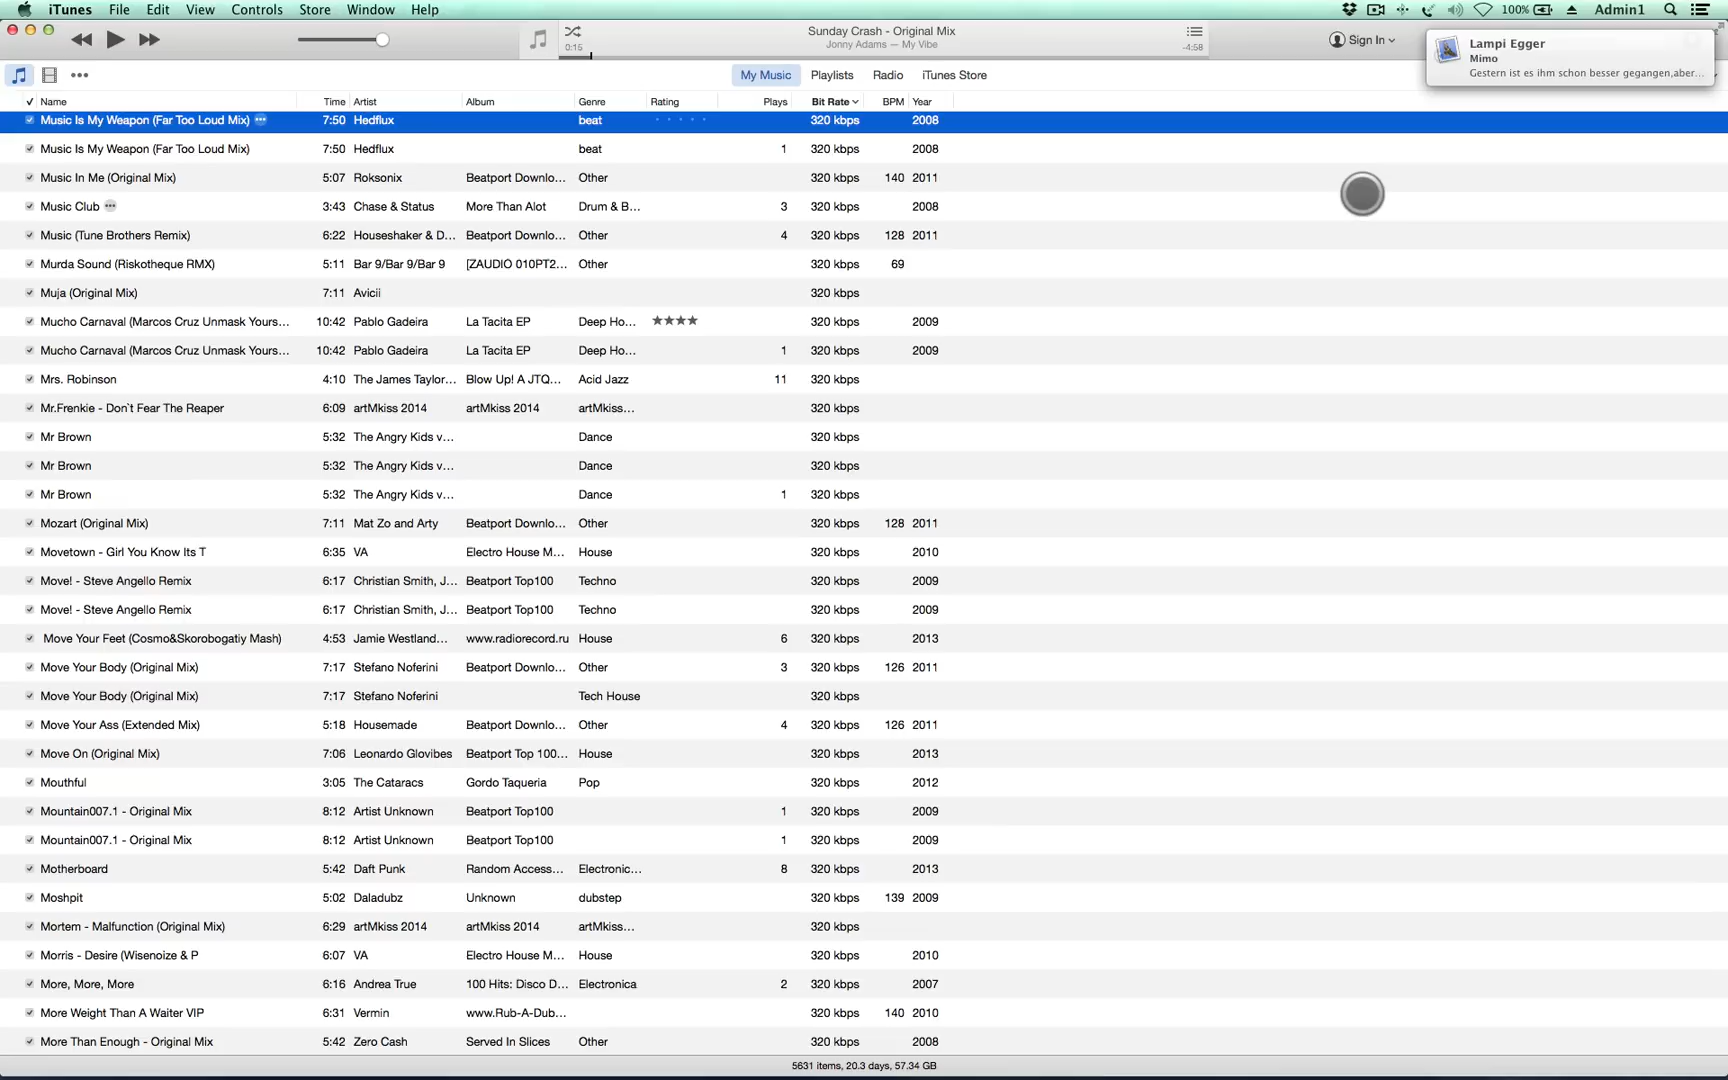 iTunes File Edit View Controls Store Window Help 100% Admin1
Sunday Crash - Original Mix
Jonny Adams — My Vibe
0:15 -4:58
Sign In
Lampi Egger
Mimo
Gestern ist es ihm schon besser gegangen,aber...
My Music Playlists Radio iTunes Store
✓ Name Time Artist Album Genre Rating Plays Bit Rate BPM Year
Music Is My Weapon (Far Too Loud Mix) 7:50 Hedflux beat 320 kbps 2008
Music Is My Weapon (Far Too Loud Mix) 7:50 Hedflux beat 1 320 kbps 2008
Music In Me (Original Mix) 5:07 Roksonix Beatport Downlo... Other 320 kbps 140 2011
Music Club 3:43 Chase & Status More Than Alot Drum & B... 3 320 kbps 2008
Music (Tune Brothers Remix) 6:22 Houseshaker & D... Beatport Downlo... Other 4 320 kbps 128 2011
Murda Sound (Riskotheque RMX) 5:11 Bar 9/Bar 9/Bar 9 [ZAUDIO 010PT2... Other 320 kbps 69
Muja (Original Mix) 7:11 Avicii 320 kbps
Mucho Carnaval (Marcos Cruz Unmask Yours... 10:42 Pablo Gadeira La Tacita EP Deep Ho... ★★★★ 320 kbps 2009
Mucho Carnaval (Marcos Cruz Unmask Yours... 10:42 Pablo Gadeira La Tacita EP Deep Ho... 1 320 kbps 2009
Mrs. Robinson 4:10 The James Taylor... Blow Up! A JTQ... Acid Jazz 11 320 kbps
Mr.Frenkie - Don`t Fear The Reaper 6:09 artMkiss 2014 artMkiss 2014 artMkiss... 320 kbps
Mr Brown 5:32 The Angry Kids v... Dance 320 kbps
Mr Brown 5:32 The Angry Kids v... Dance 320 kbps
Mr Brown 5:32 The Angry Kids v... Dance 1 320 kbps
Mozart (Original Mix) 7:11 Mat Zo and Arty Beatport Downlo... Other 320 kbps 128 2011
Movetown - Girl You Know Its T 6:35 VA Electro House M... House 320 kbps 2010
Move! - Steve Angello Remix 6:17 Christian Smith, J... Beatport Top100 Techno 320 kbps 2009
Move! - Steve Angello Remix 6:17 Christian Smith, J... Beatport Top100 Techno 320 kbps 2009
Move Your Feet (Cosmo&Skorobogatiy Mash) 4:53 Jamie Westland... www.radiorecord.ru House 6 320 kbps 2013
Move Your Body (Original Mix) 7:17 Stefano Noferini Beatport Downlo... Other 3 320 kbps 126 2011
Move Your Body (Original Mix) 7:17 Stefano Noferini Tech House 320 kbps
Move Your Ass (Extended Mix) 5:18 Housemade Beatport Downlo... Other 4 320 kbps 126 2011
Move On (Original Mix) 7:06 Leonardo Glovibes Beatport Top 100... House 320 kbps 2013
Mouthful 3:05 The Cataracs Gordo Taqueria Pop 320 kbps 2012
Mountain007.1 - Original Mix 8:12 Artist Unknown Beatport Top100 1 320 kbps 2009
Mountain007.1 - Original Mix 8:12 Artist Unknown Beatport Top100 1 320 kbps 2009
Motherboard 5:42 Daft Punk Random Access... Electronic... 8 320 kbps 2013
Moshpit 5:02 Daladubz Unknown dubstep 320 kbps 139 2009
Mortem - Malfunction (Original Mix) 6:29 artMkiss 2014 artMkiss 2014 artMkiss... 320 kbps
Morris - Desire (Wisenoize & P 6:07 VA Electro House M... House 320 kbps 2010
More, More, More 6:16 Andrea True 100 Hits: Disco D... Electronica 2 320 kbps 2007
More Weight Than A Waiter VIP 6:31 Vermin www.Rub-A-Dub... 320 kbps 140 2010
More Than Enough - Original Mix 5:42 Zero Cash Served In Slices Other 320 kbps 2008
5631 items, 20.3 days, 57.34 GB